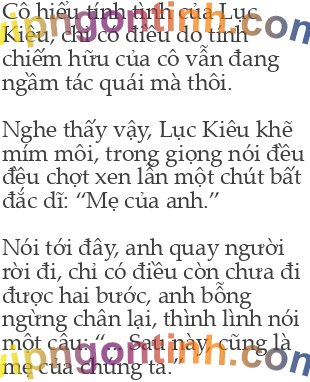 Cô hiểu tính tình của Lục
Kiêu, chỉ có điều do tính
chiếm hữu của cô vẫn đang
ngầm tác quái mà thôi.
Nghe thấy vậy, Lục Kiêu khẽ
mím môi, trong giọng nói đều
đều chợt xen lẫn một chút bất
đắc dĩ: “Mẹ của anh.”
Nói tới đây, anh quay người
rời đi, chỉ có điều còn chưa đi
được hai bước, anh bỗng
ngừng chân lại, thình lình nói
một câu: “... Sau này, cũng là
mẹ của chúng ta.”
vipngontinh.com
vipngontinh.com